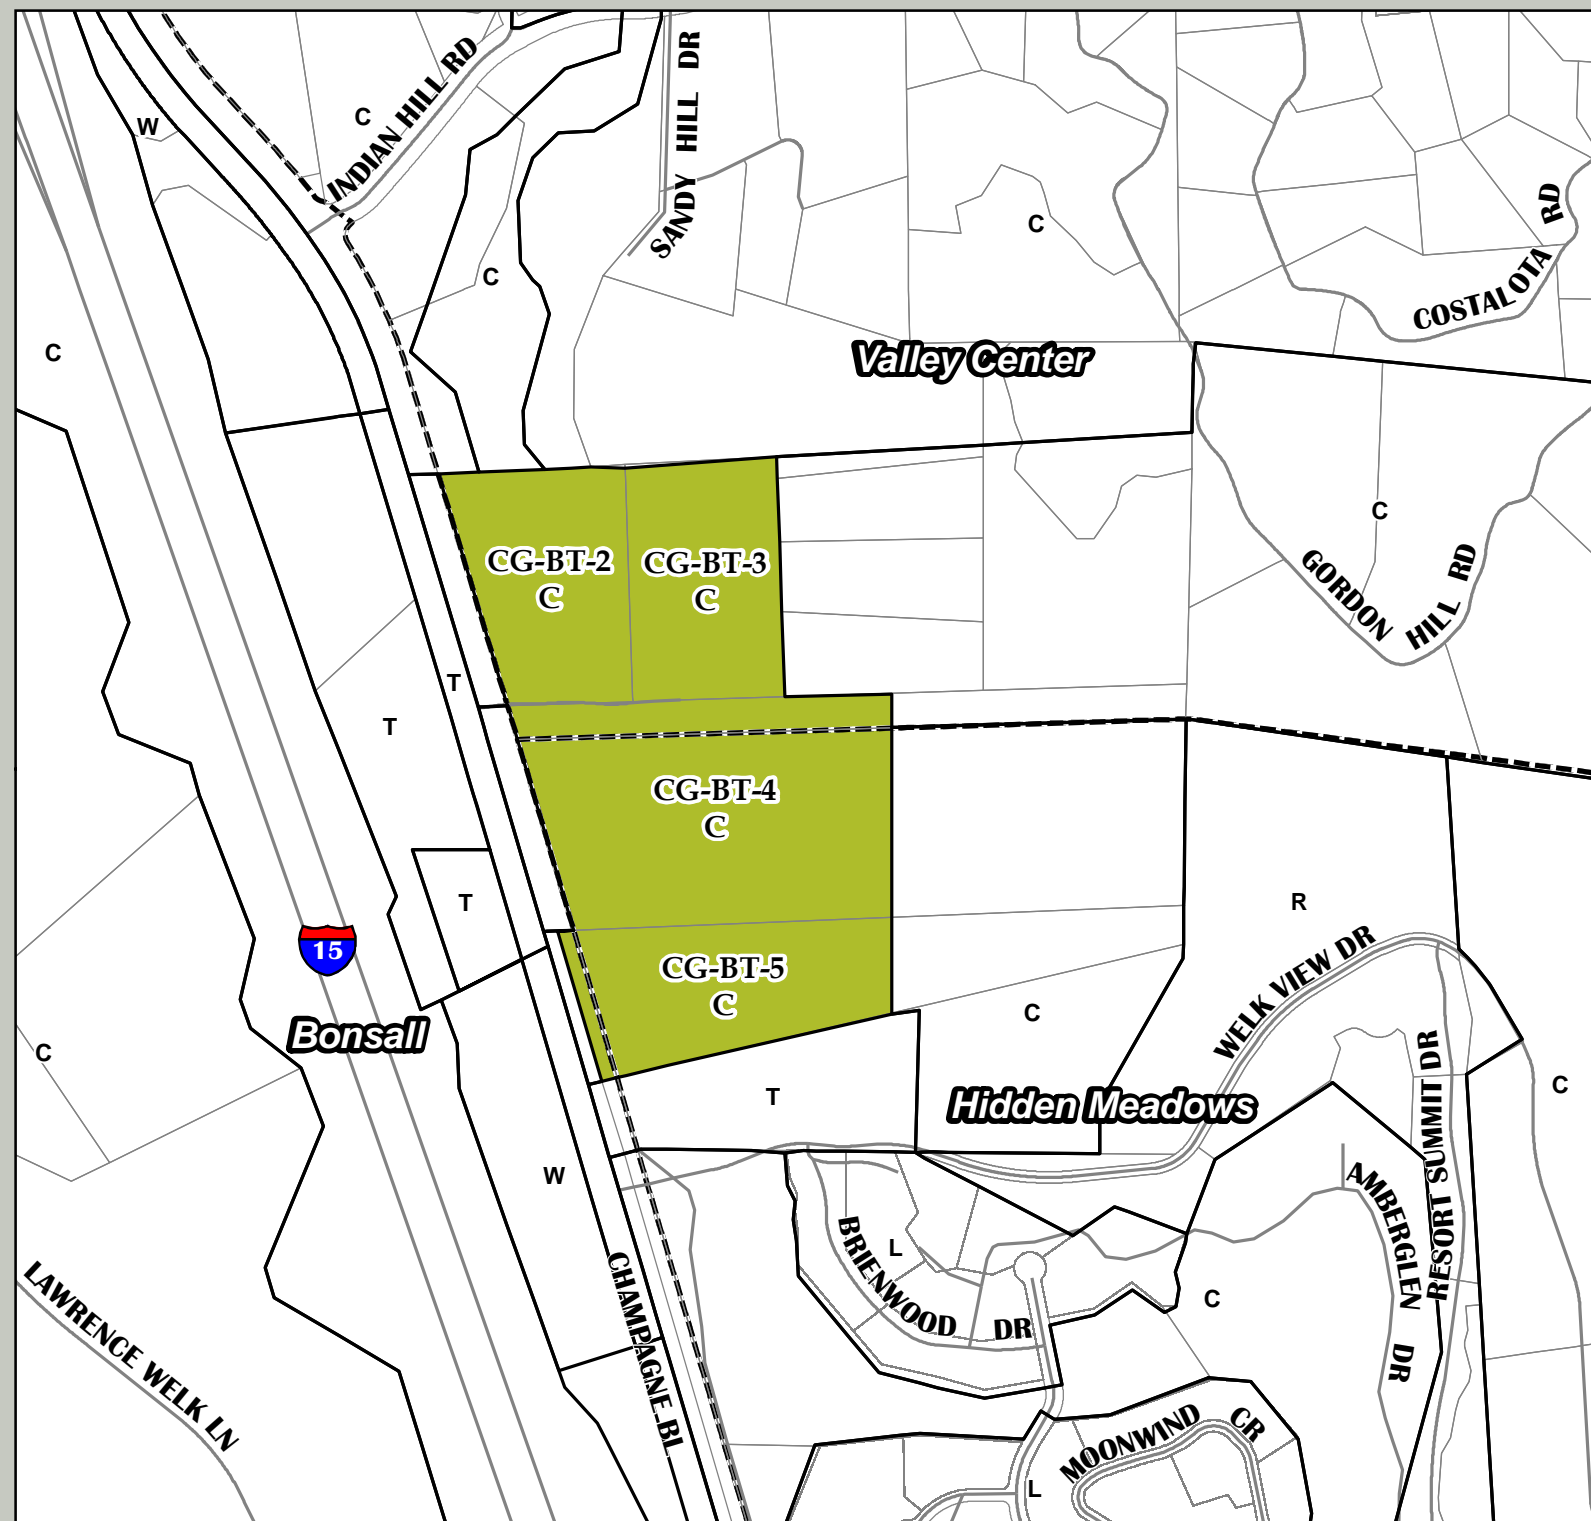 INDIAN HILL RD
SANDY HILL DR
W
C
C
C
COSTALOTA RD
C
Valley Center
CG-BT-2
C
CG-BT-3
C
C
GORDON HILL RD
T
T
CG-BT-4
C
T
R
15
CG-BT-5
C
WELK VIEW DR
C
Bonsall
C
T
Hidden Meadows
C
RESORT SUMMIT DR
W
AMBERGLEN DR
BRIENWOOD DR
L
C
LAWRENCE WELK LN
CHAMPAGNE BL
MOONWIND CR
L